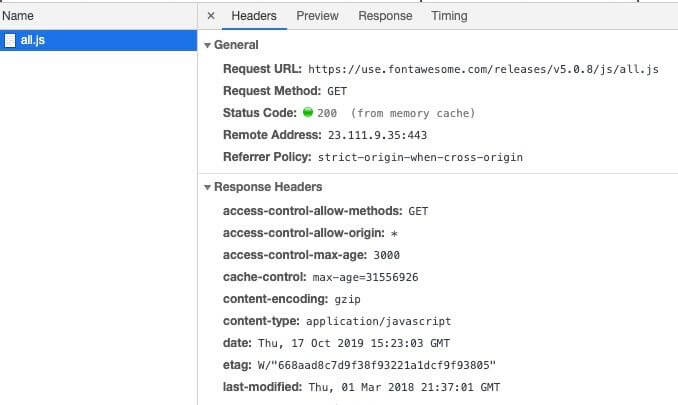 Name
× Headers Preview Response Timing
all.js
▼ General
Request URL: https://use.fontawesome.com/releases/v5.0.8/js/all.js
Request Method: GET
Status Code: 200 (from memory cache)
Remote Address: 23.111.9.35:443
Referrer Policy: strict-origin-when-cross-origin
▼ Response Headers
access-control-allow-methods: GET
access-control-allow-origin: *
access-control-max-age: 3000
cache-control: max-age=31556926
content-encoding: gzip
content-type: application/javascript
date: Thu, 17 Oct 2019 15:23:03 GMT
etag: W/"668aad8c7d9f38f93221a1dcf9f93805"
last-modified: Thu, 01 Mar 2018 21:37:01 GMT